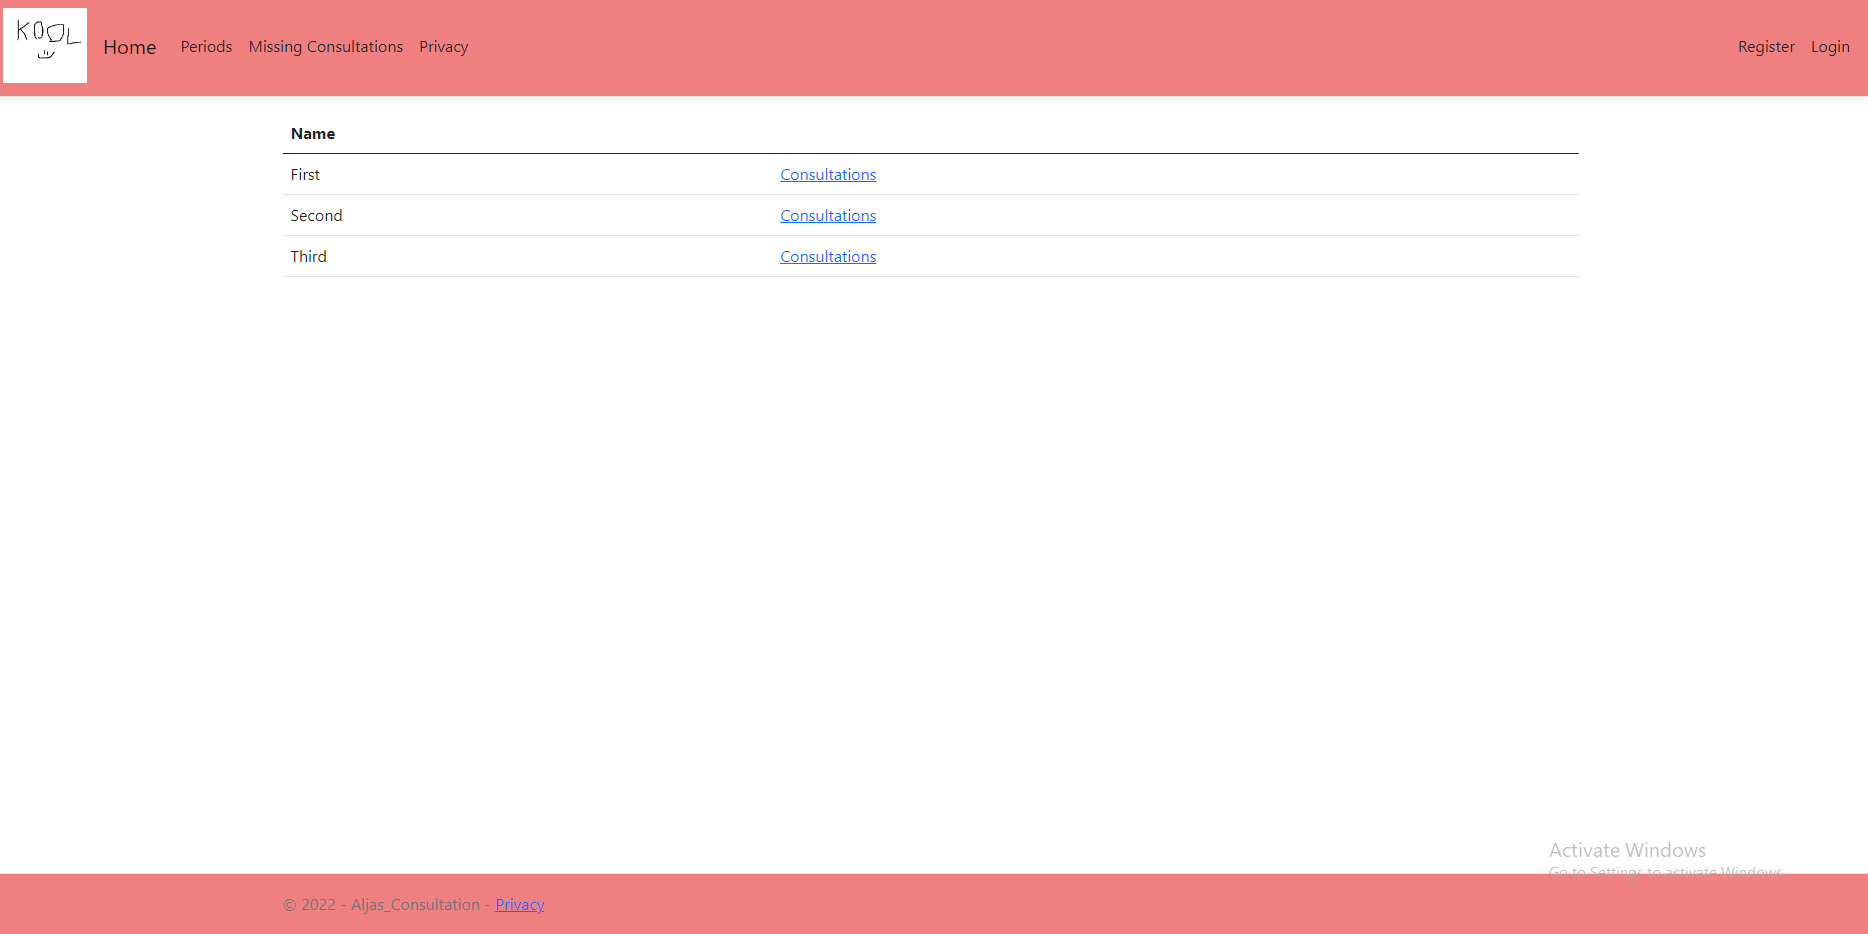 KOOL
Home Periods Missing Consultations Privacy Register Login
Name
First Consultations
Second Consultations
Third Consultations
Activate Windows
Go to Settings to activate Windows.
© 2022 - Aljas_Consultation - Privacy